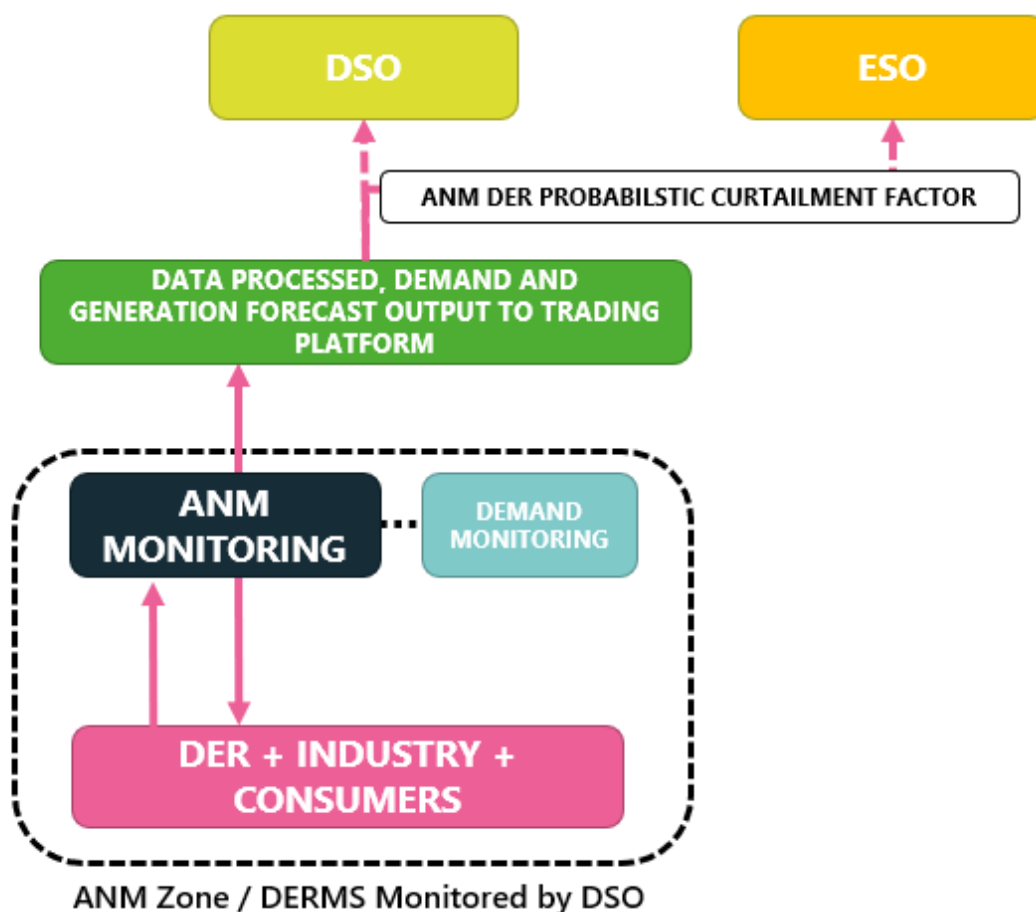 DSO
ESO
ANM DER PROBABILSTIC CURTAILMENT FACTOR
DATA PROCESSED, DEMAND AND
GENERATION FORECAST OUTPUT TO TRADING
PLATFORM
ANM
MONITORING
DEMAND
MONITORING
DER + INDUSTRY +
CONSUMERS
ANM Zone / DERMS Monitored by DSO